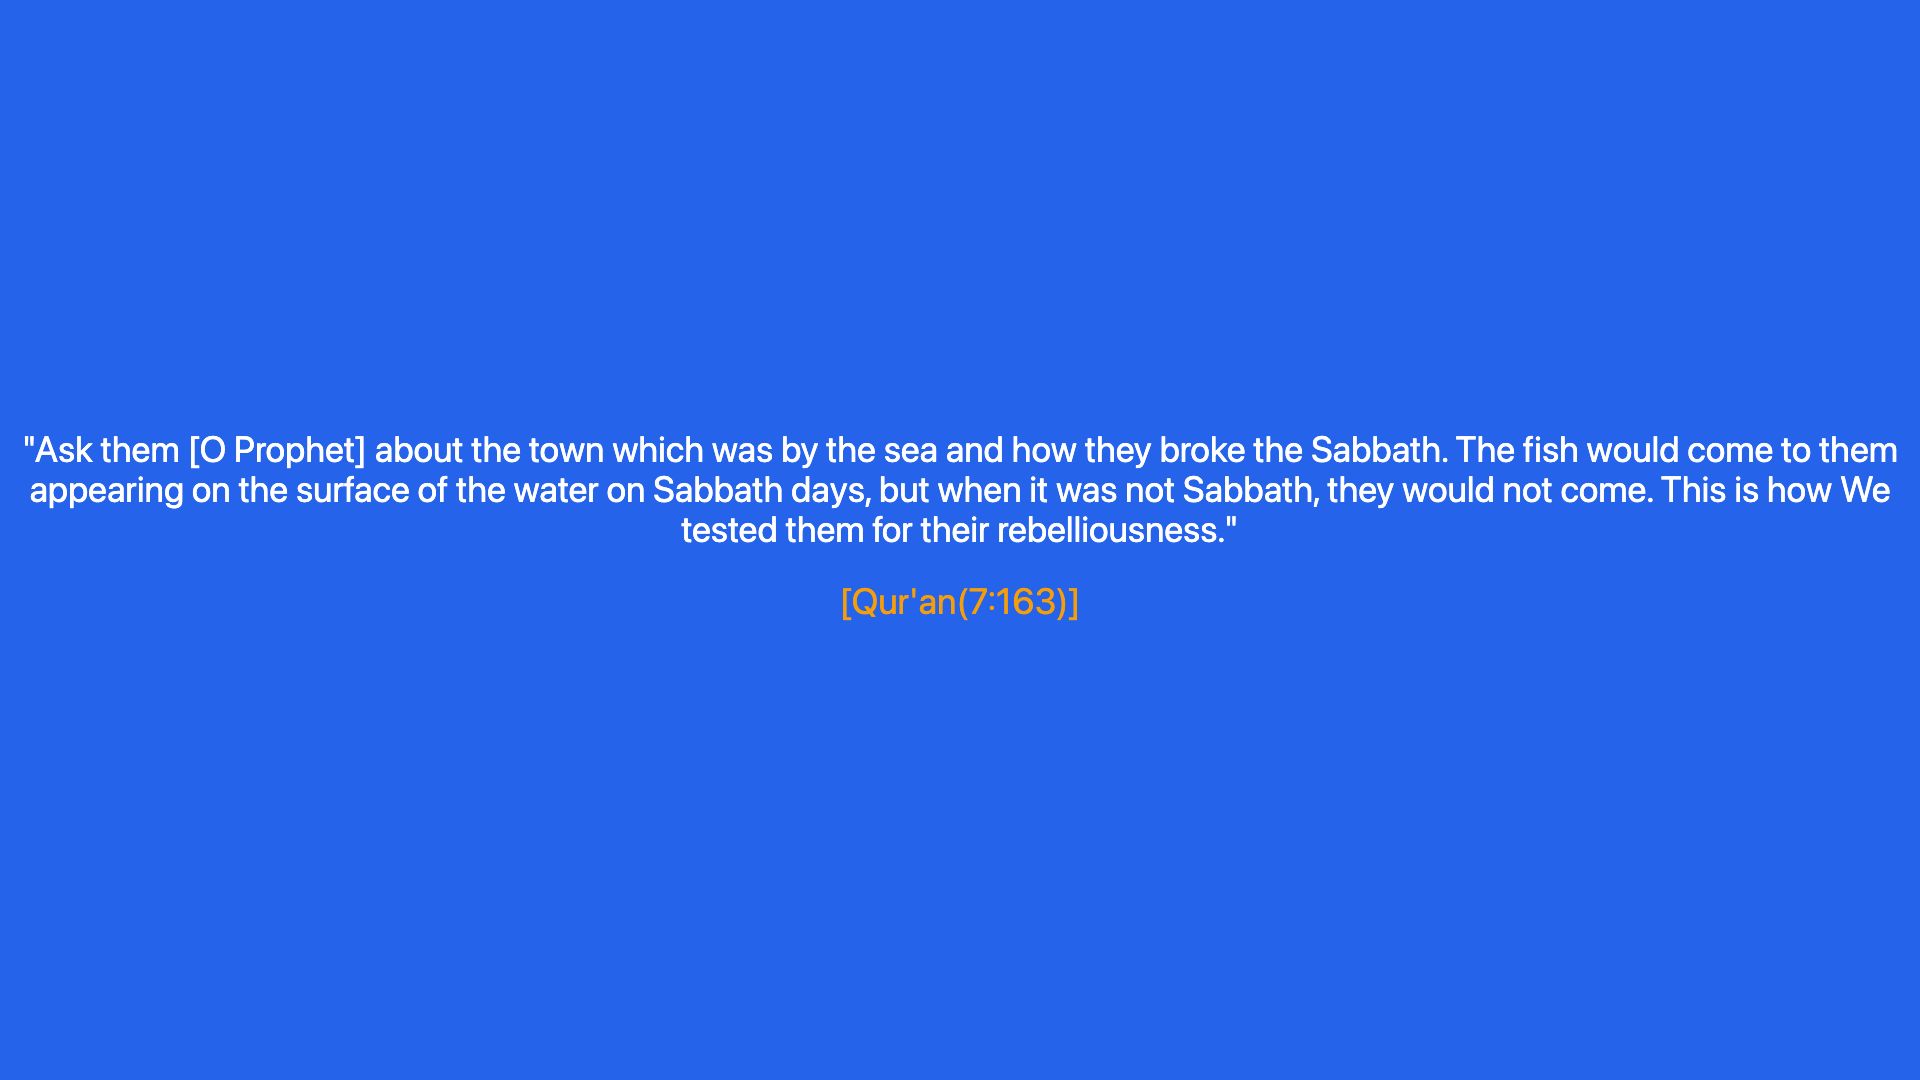 "Ask them [O Prophet] about the town which was by the sea and how they broke the Sabbath. The fish would come to them
appearing on the surface of the water on Sabbath days, but when it was not Sabbath, they would not come. This is how We
tested them for their rebelliousness."
[Qur'an(7:163)]